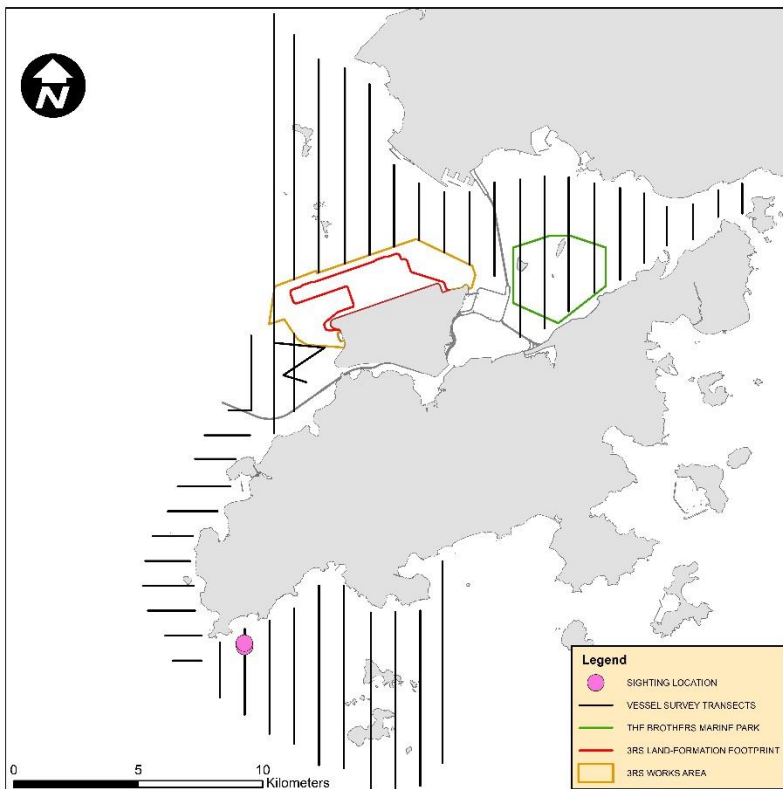 N
Legend
SIGHTING LOCATION
VESSEL SURVEY TRANSECTS
THE BROTHERS MARINE PARK
3RS LAND-FORMATION FOOTPRINT
3RS WORKS AREA
0 5 10
Kilometers